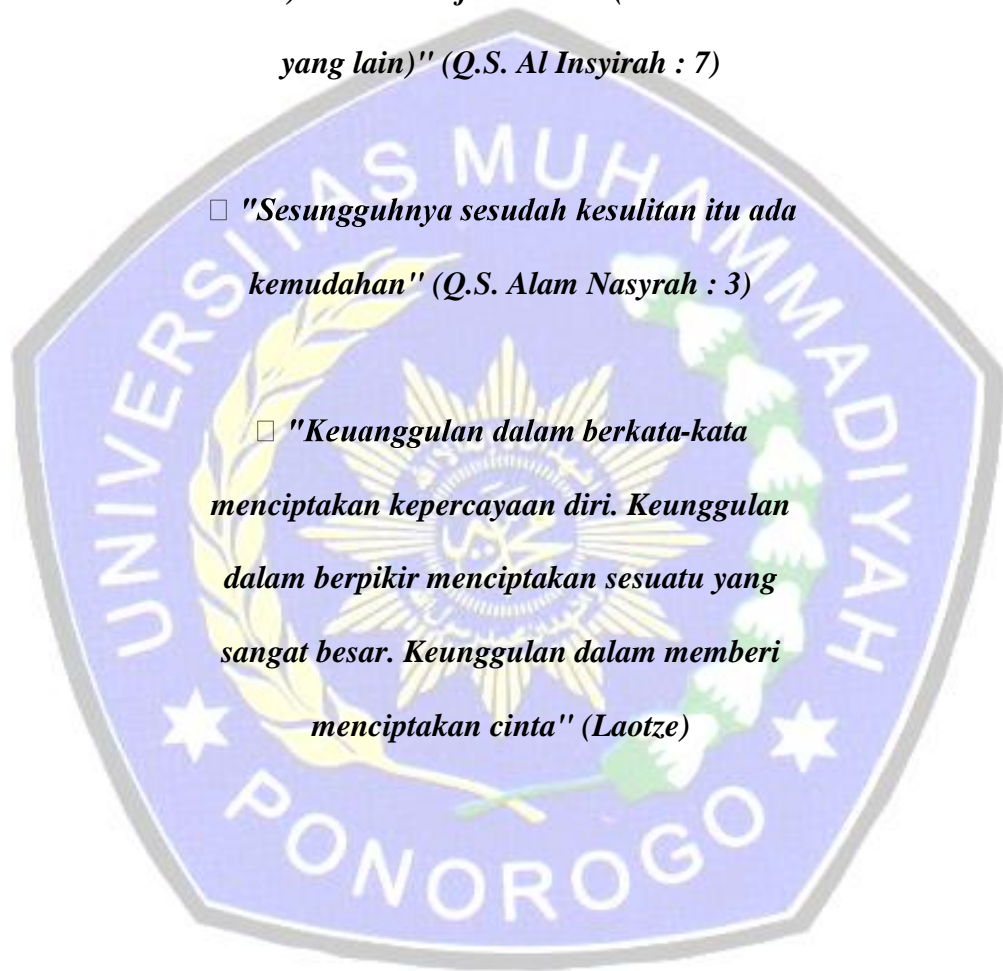 yang lain)" (Q.S. Al Insyirah : 7)
"Sesungguhnya sesudah kesulitan itu ada
kemudahan" (Q.S. Alam Nasyrah : 3)
"Keuanggulan dalam berkata-kata
menciptakan kepercayaan diri. Keunggulan
dalam berpikir menciptakan sesuatu yang
sangat besar. Keunggulan dalam memberi
menciptakan cinta" (Laotze)
UNIVERSITAS MUHAMMADIYAH
PONOROGO